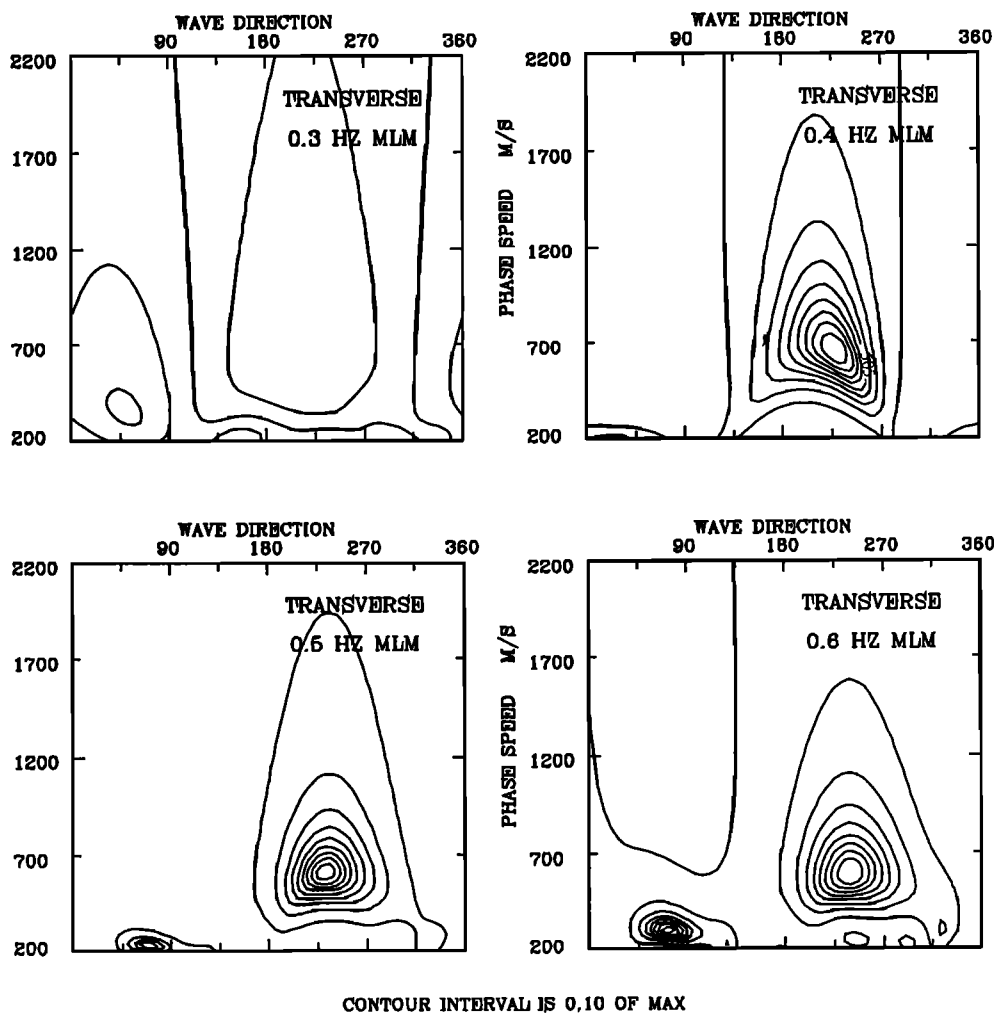 WAVE DIRECTION
90 180 270 360
2200
1700
1200
700
200
TRANSVERSE
0.3 HZ MLM
WAVE DIRECTION
90 180 270 360
PHASE SPEED M/S
2200
1700
1200
700
200
TRANSVERSE
0.4 HZ MLM
WAVE DIRECTION
90 180 270 360
2200
1700
1200
700
200
TRANSVERSE
0.5 HZ MLM
WAVE DIRECTION
90 180 270 360
PHASE SPEED M/S
2200
1700
1200
700
200
TRANSVERSE
0.6 HZ MLM
CONTOUR INTERVAL IS 0.10 OF MAX